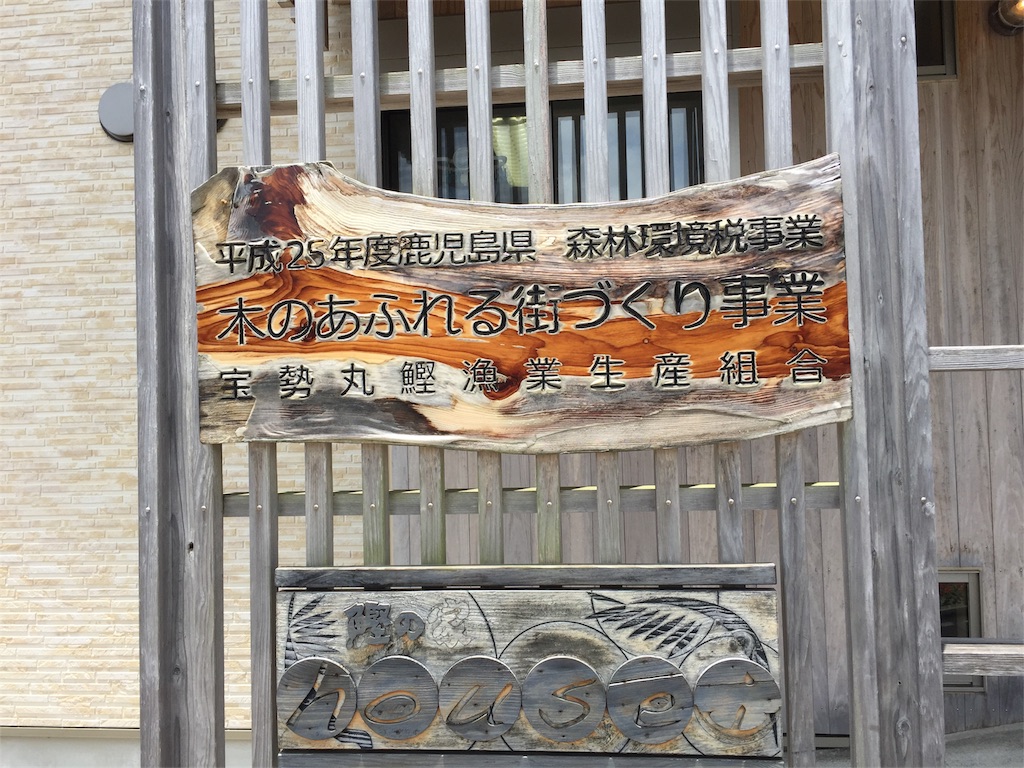 平成25年度鹿児島県 森林環境税事業
木のあふれる街づくり事業
宝勢丸鰹漁業生産組合
鰹の
house